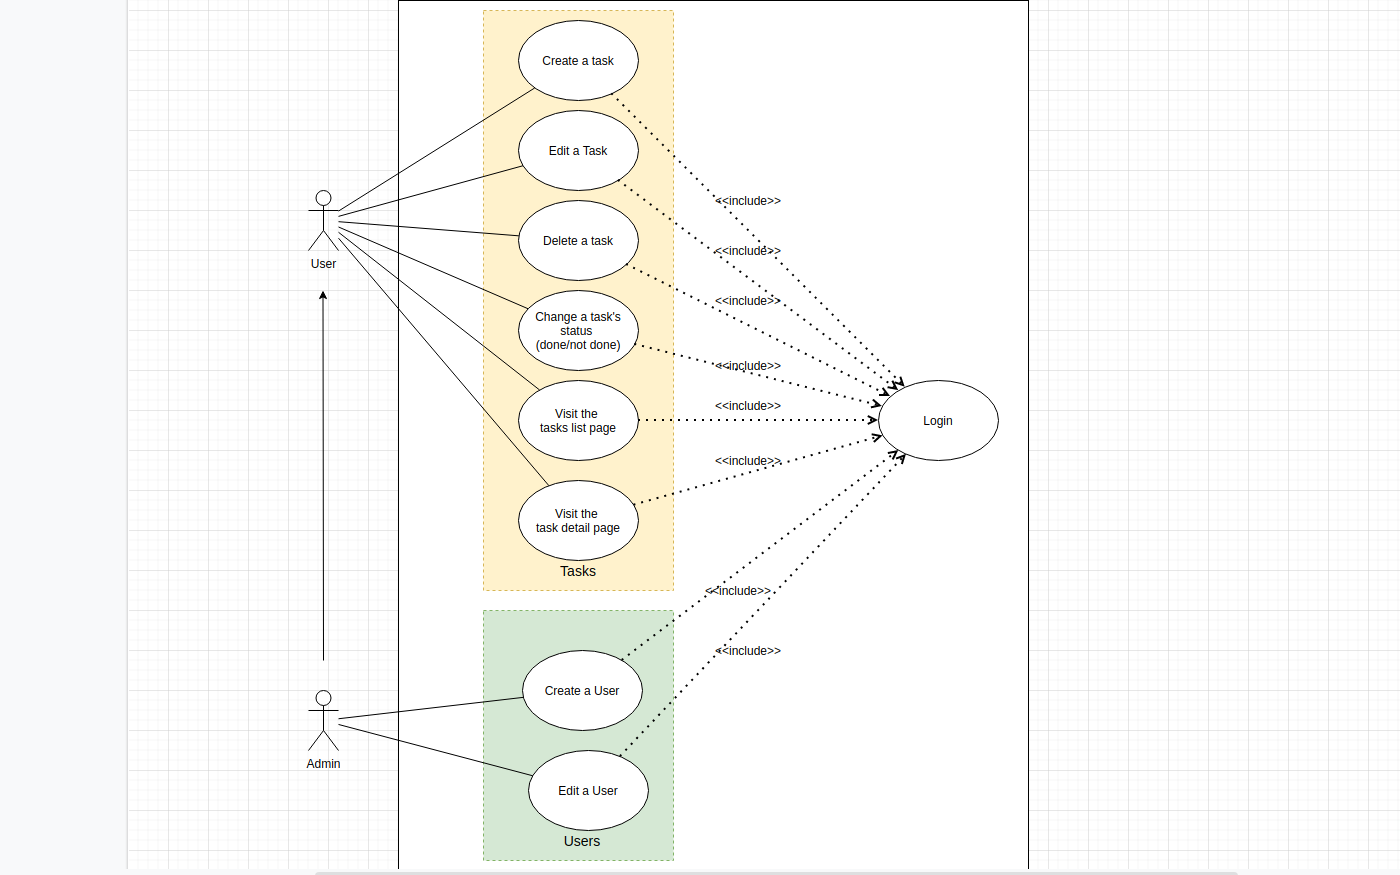 Create a task
Edit a Task
<<include>>
User
Delete a task
<<include>>
<<include>>
Change a task's
status
(done/not done)
<<include>>
<<include>>
Visit the
tasks list page
Login
<<include>>
Visit the
task detail page
Tasks
<<include>>
<<include>>
Create a User
Admin
Edit a User
Users